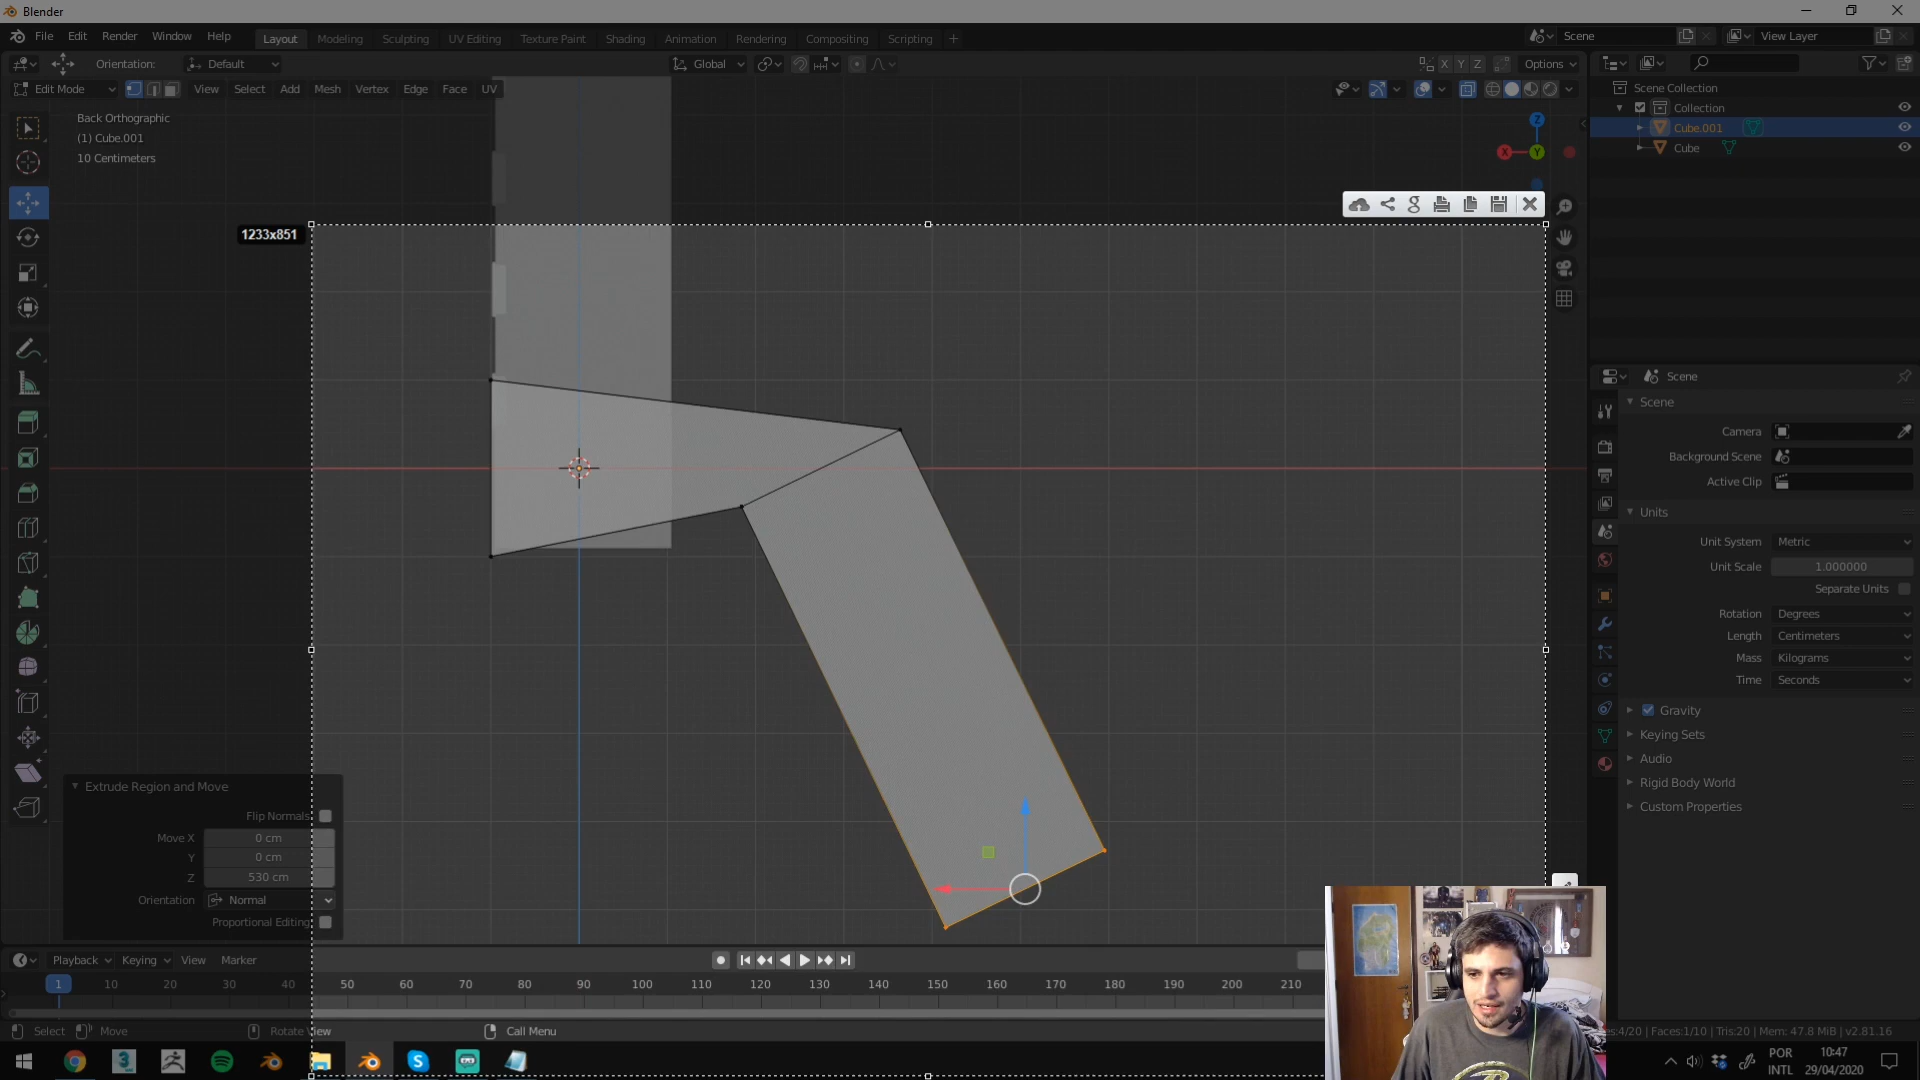 Blender
File Edit Render Window Help
Layout Modeling Sculpting UV Editing Texture Paint Shading Animation Rendering Compositing Scripting +
Scene
View Layer
Orientation: Default
Global
X Y Z
Options
Edit Mode
View Select Add Mesh Vertex Edge Face UV
Back Orthographic
(1) Cube.001
10 Centimeters
Z
X
Y
1233x851
Scene Collection
Collection
Cube.001
Cube
Scene
Scene
Camera
Background Scene
Active Clip
Units
Unit System Metric
Unit Scale 1.000000
Separate Units
Rotation Degrees
Length Centimeters
Mass Kilograms
Time Seconds
Gravity
Keying Sets
Audio
Rigid Body World
Custom Properties
Extrude Region and Move
Flip Normals
Move X 0 cm
Y 0 cm
Z 530 cm
Orientation Normal
Proportional Editing
Playback Keying View Marker
1 10 20 30 40 50 60 70 80 90 100 110 120 130 140 150 160 170 180 190 200 210
Select Move Rotate View Call Menu
es:4/20 | Faces:1/10 | Tris:20 | Mem: 47.8 MiB | v2.81.16
POR
INTL
10:47
29/04/2020